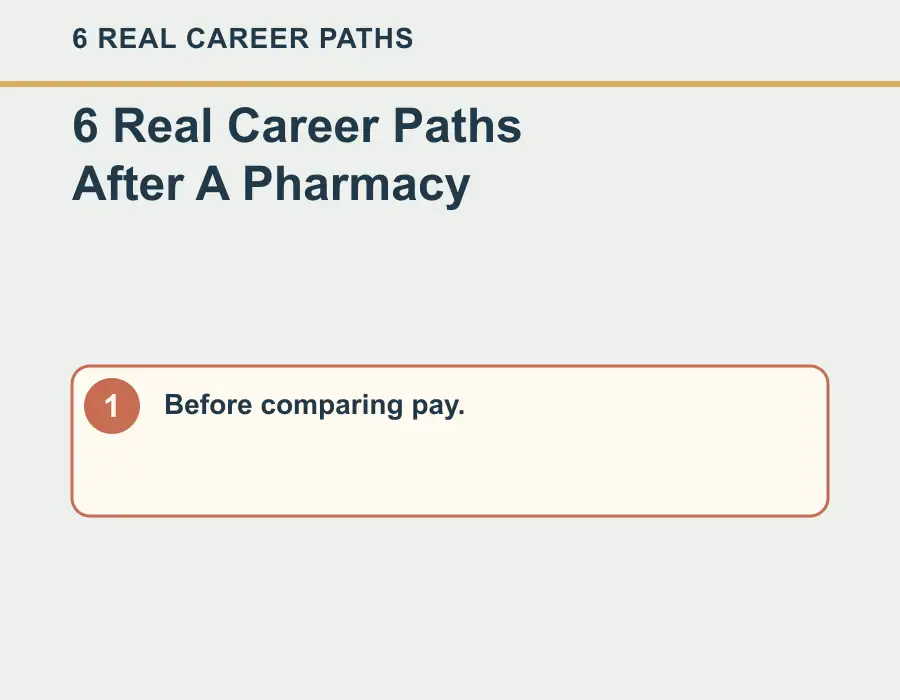 6 REAL CAREER PATHS
6 Real Career Paths
After A Pharmacy
1 Before comparing pay.